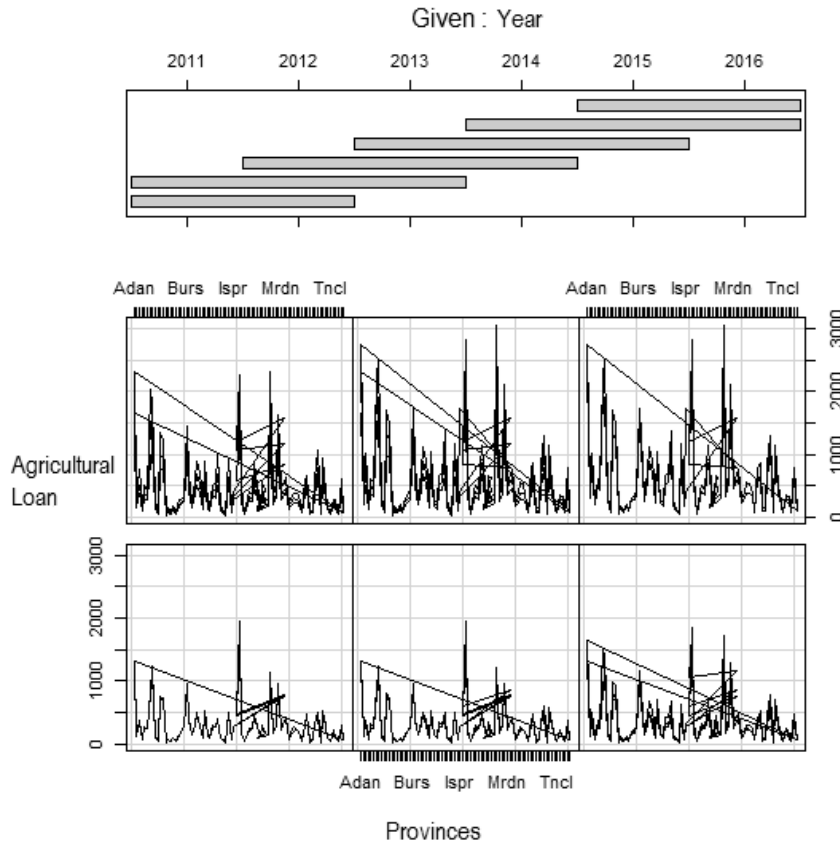 Given : Year
2011 2012 2013 2014 2015 2016
Adan Burs Ispr Mrdn Tncl Adan Burs Ispr Mrdn Tncl
3000
2000
1000
0
Agricultural
Loan
3000
2000
1000
0
Adan Burs Ispr Mrdn Tncl
Provinces